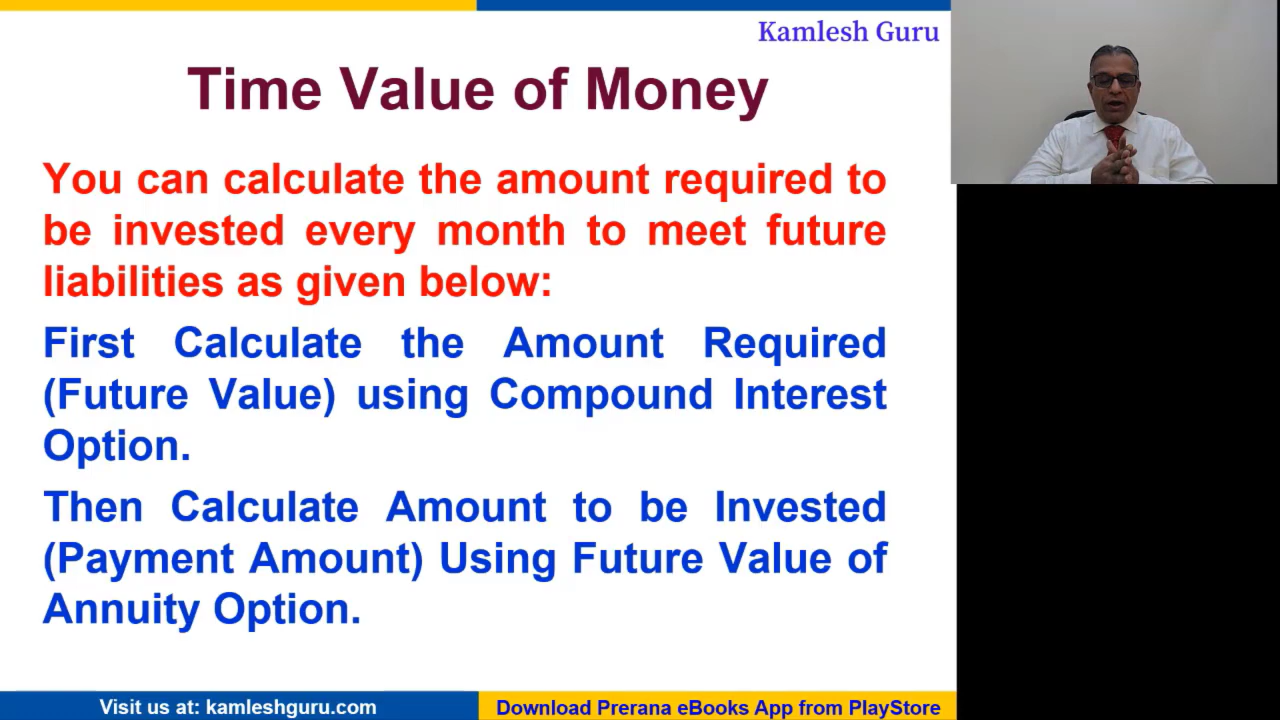 Kamlesh Guru
Time Value of Money
You can calculate the amount required to
be invested every month to meet future
liabilities as given below:
First Calculate the Amount Required
(Future Value) using Compound Interest
Option.
Then Calculate Amount to be Invested
(Payment Amount) Using Future Value of
Annuity Option.
Visit us at: kamleshguru.com
Download Prerana eBooks App from PlayStore